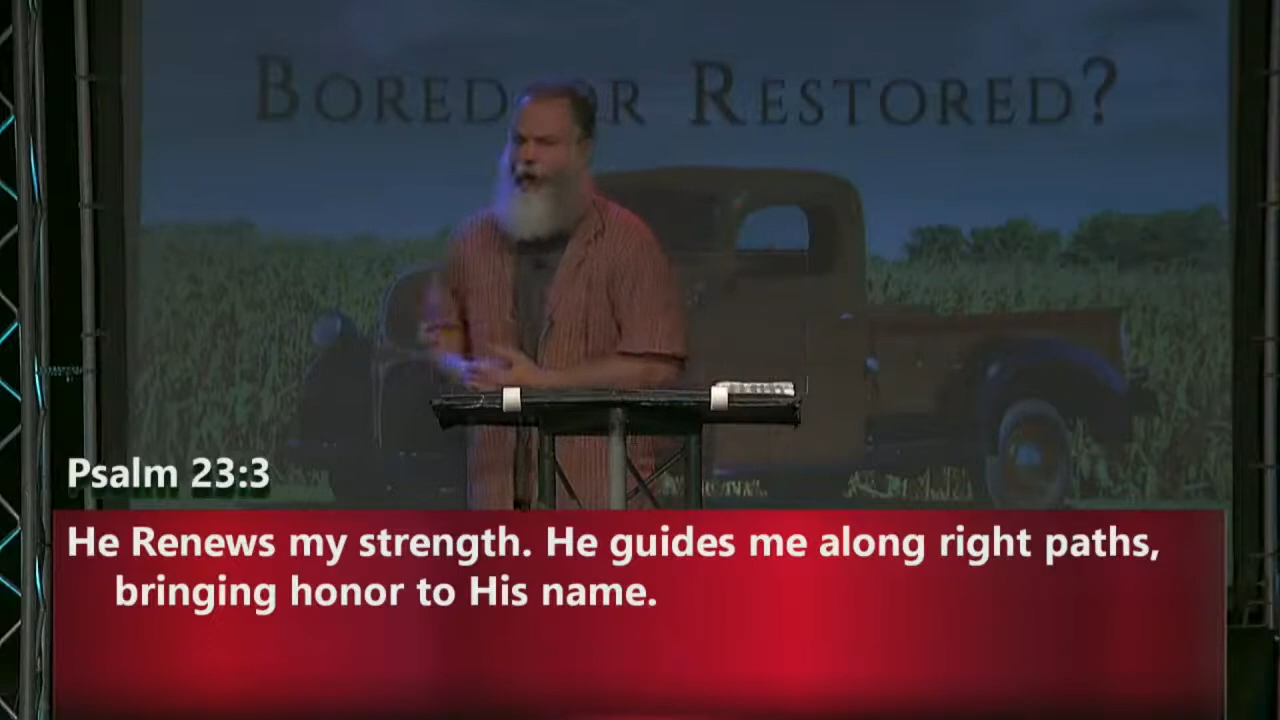 BORED OR RESTORED?
Psalm 23:3
He Renews my strength. He guides me along right paths,
bringing honor to His name.